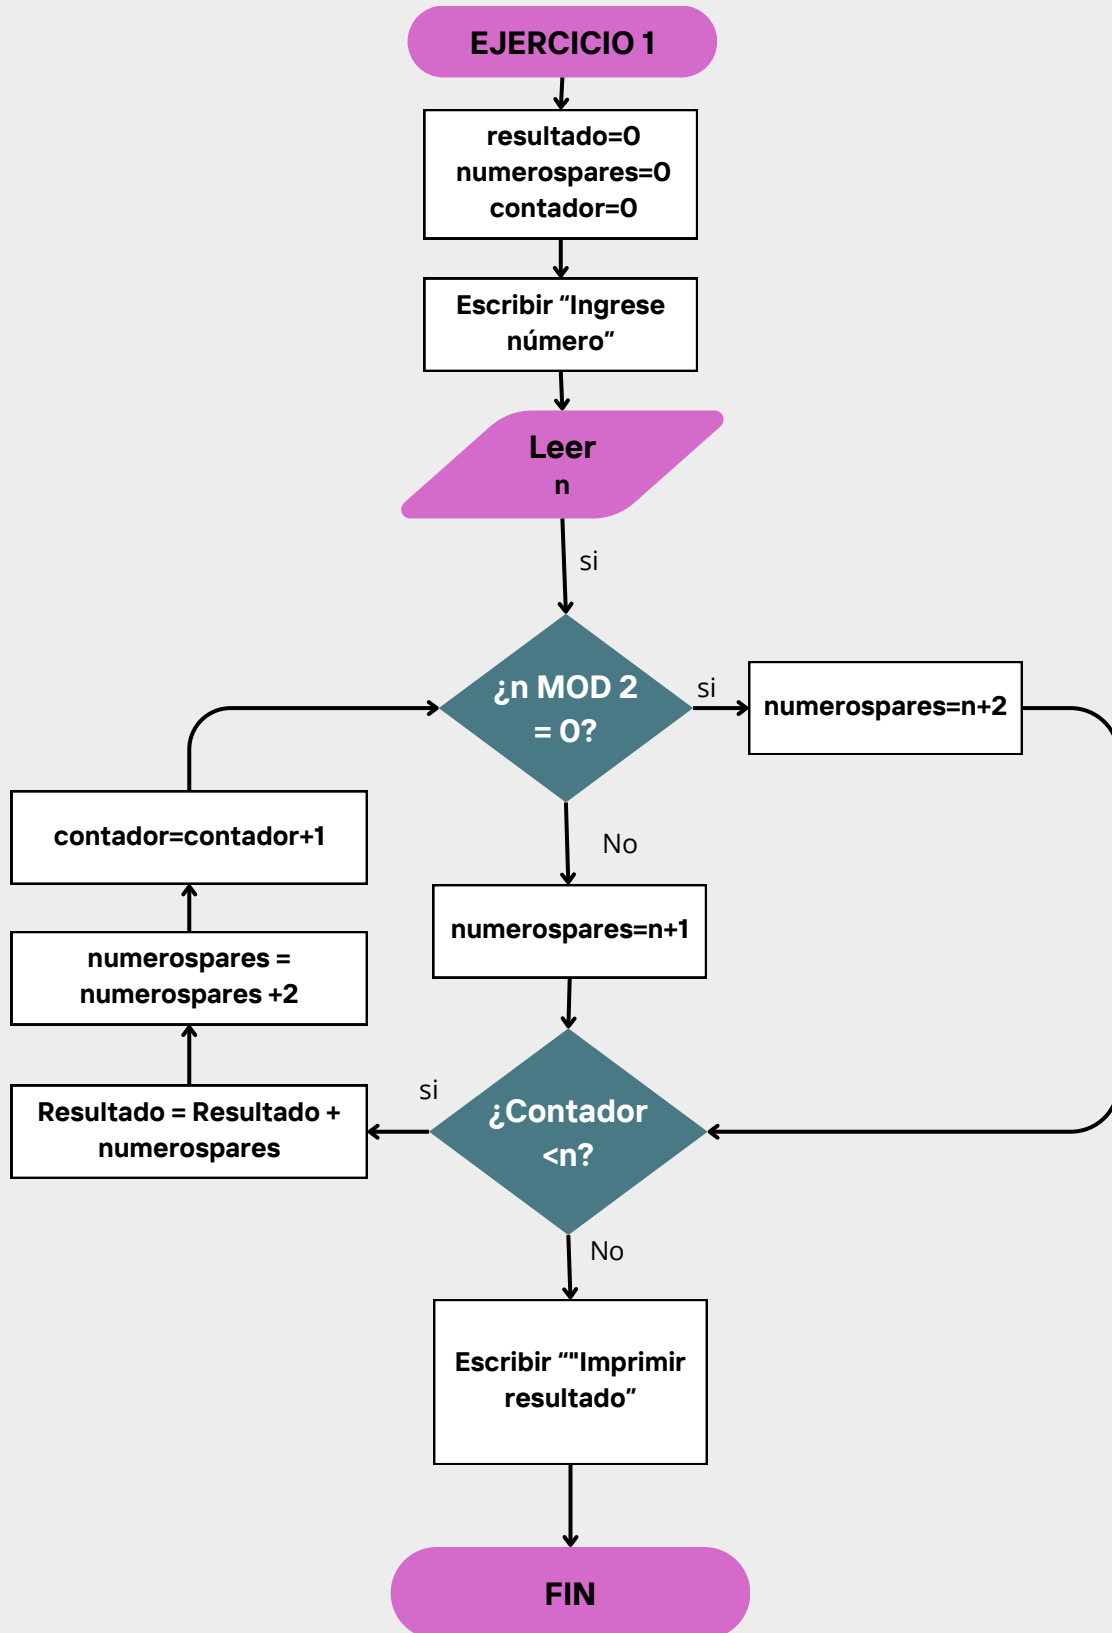 EJERCICIO 1
resultado=0
numerospares=0
contador=0
Escribir “Ingrese
número”
Leer
n
si
¿n MOD 2
= 0?
si
numerospares=n+2
No
numerospares=n+1
contador=contador+1
numerospares =
numerospares +2
Resultado = Resultado +
numerospares
si
¿Contador
<n?
No
Escribir “"Imprimir
resultado”
FIN